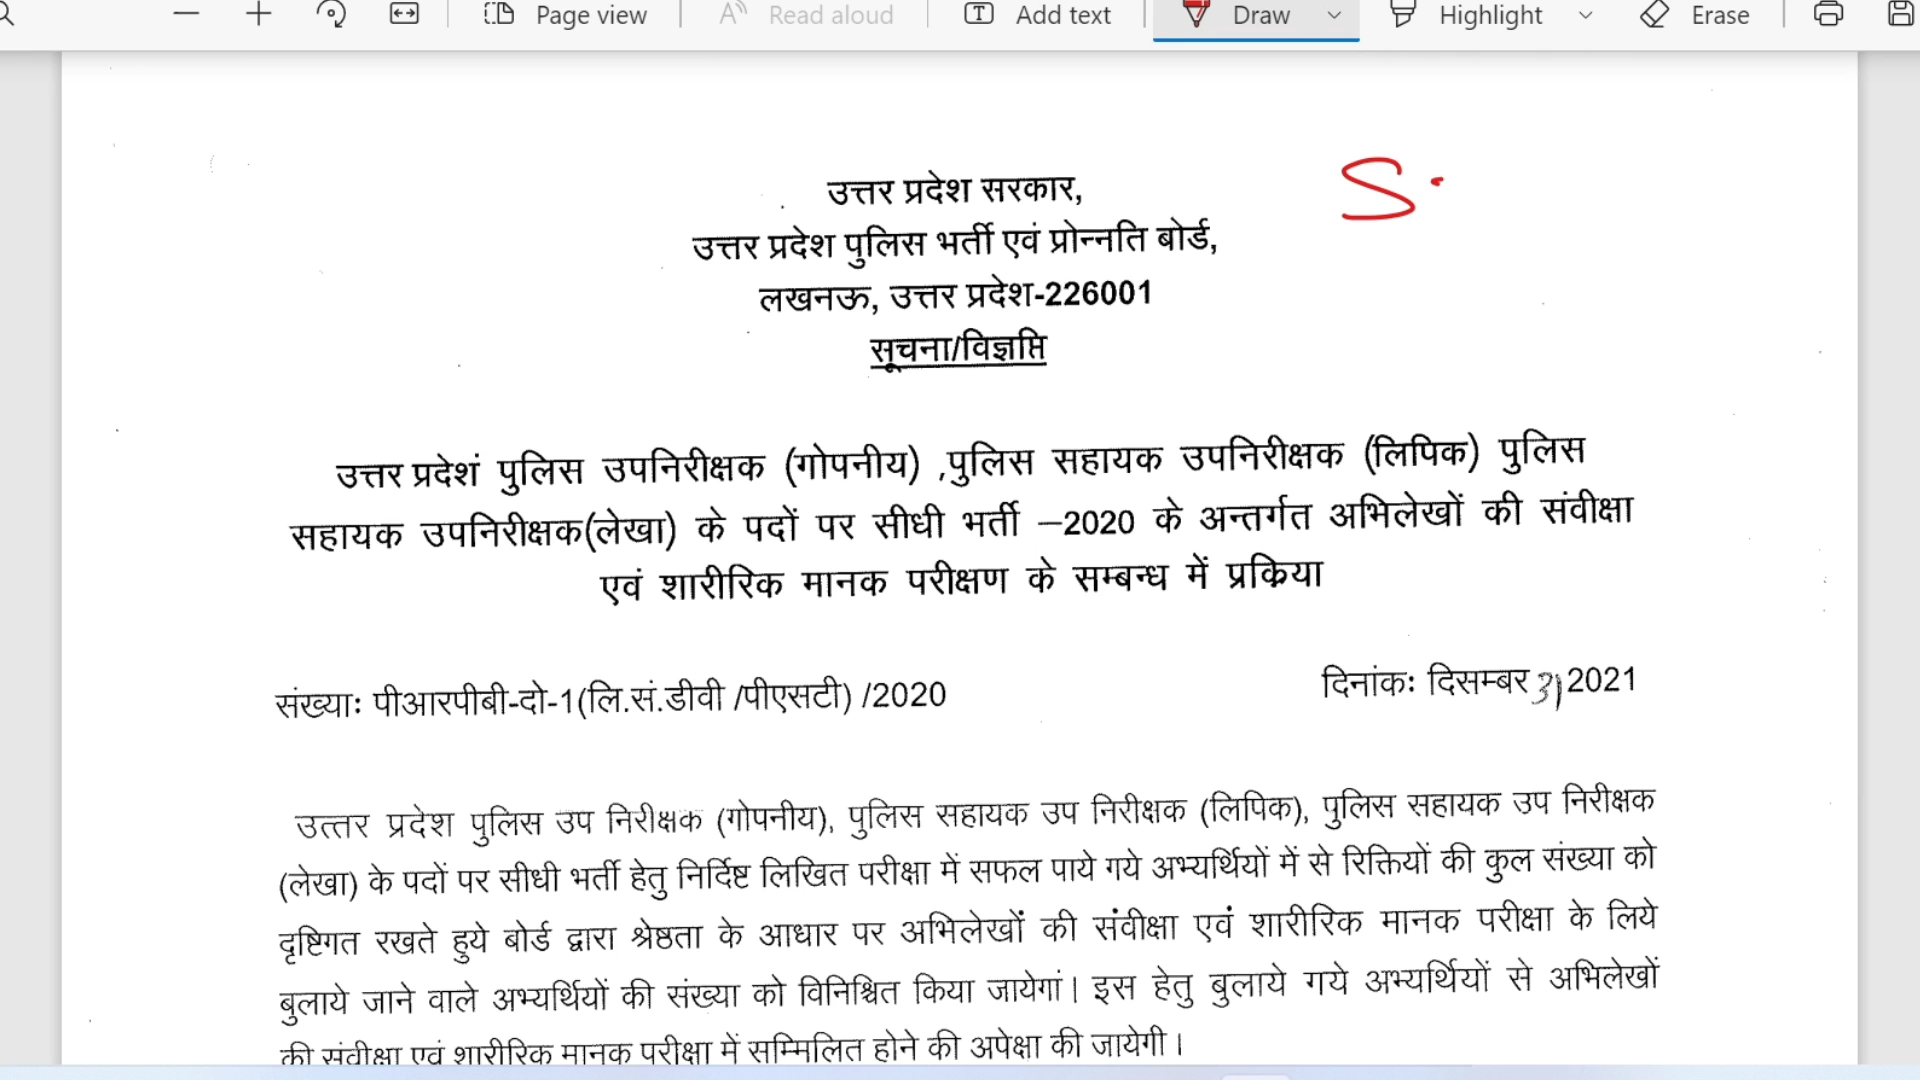 Page view Read aloud Add text Draw Highlight Erase
S.
उत्तर प्रदेश सरकार,
उत्तर प्रदेश पुलिस भर्ती एवं प्रोन्नति बोर्ड,
लखनऊ, उत्तर प्रदेश-226001
सूचना/विज्ञप्ति
उत्तर प्रदेशं पुलिस उपनिरीक्षक (गोपनीय) ,पुलिस सहायक उपनिरीक्षक (लिपिक) पुलिस
सहायक उपनिरीक्षक(लेखा) के पदों पर सीधी भर्ती –2020 के अन्तर्गत अभिलेखों की संवीक्षा
एवं शारीरिक मानक परीक्षण के सम्बन्ध में प्रकिया
संख्याः पीआरपीबी-दो-1(लि.सं.डीवी /पीएसटी) /2020
दिनांकः दिसम्बर 31 2021
उत्तर प्रदेश पुलिस उप निरीक्षक (गोपनीय), पुलिस सहायक उप निरीक्षक (लिपिक), पुलिस सहायक उप निरीक्षक
(लेखा) के पदों पर सीधी भर्ती हेतु निर्दिष्ट लिखित परीक्षा में सफल पाये गये अभ्यर्थियों में से रिक्तियों की कुल संख्या को
दृष्टिगत रखते हुये बोर्ड द्वारा श्रेष्ठता के आधार पर अभिलेखों की संवीक्षा एवं शारीरिक मानक परीक्षा के लिये
बुलाये जाने वाले अभ्यर्थियों की संख्या को विनिश्चित किया जायेगां। इस हेतु बुलाये गये अभ्यर्थियों से अभिलेखों
की संवीक्षा एवं शारीरिक मानक परीक्षा में सम्मिलित होने की अपेक्षा की जायेगी।